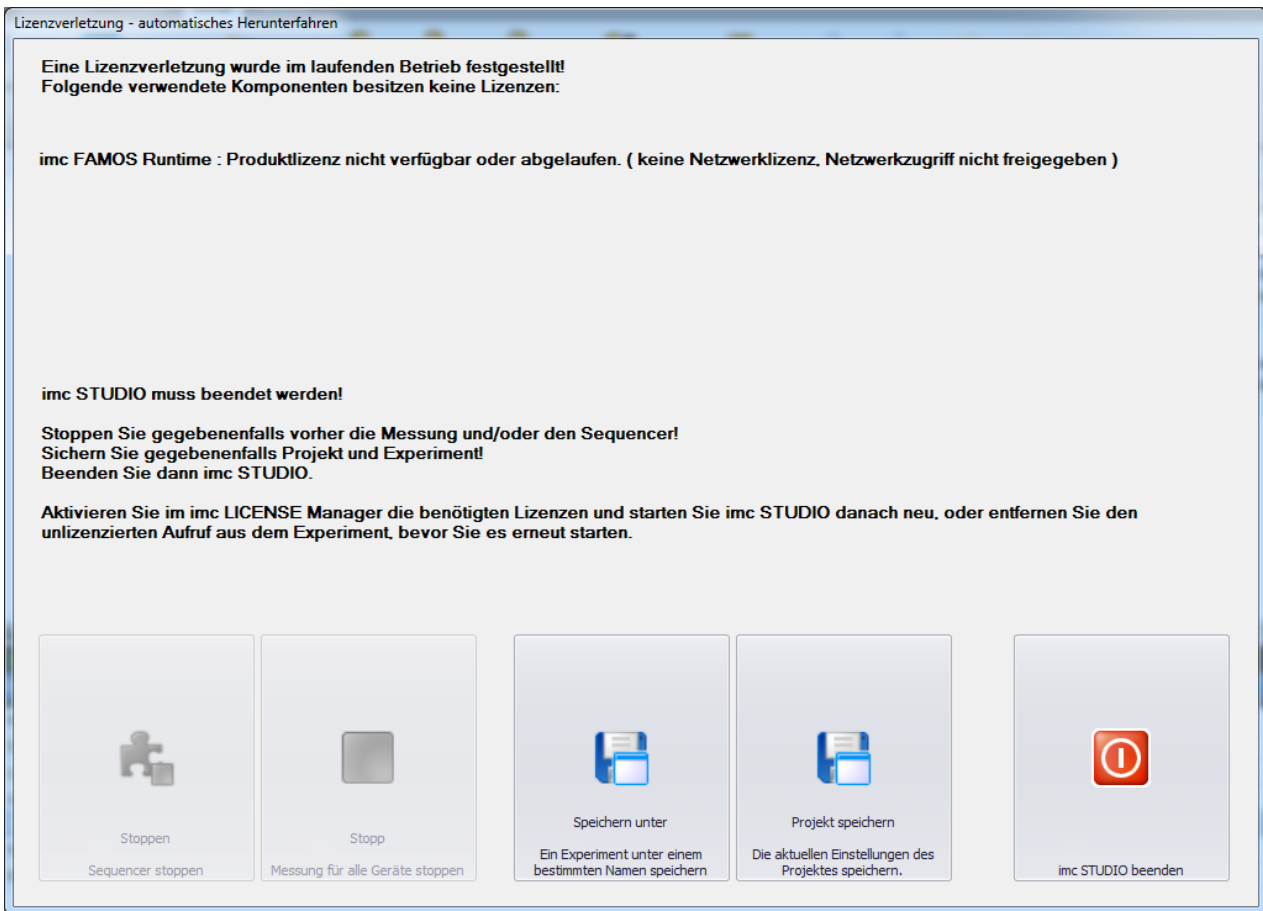 Lizenzverletzung - automatisches Herunterfahren
Eine Lizenzverletzung wurde im laufenden Betrieb festgestellt!
Folgende verwendete Komponenten besitzen keine Lizenzen:
imc FAMOS Runtime : Produktlizenz nicht verfügbar oder abgelaufen. ( keine Netzwerklizenz, Netzwerkzugriff nicht freigegeben )
imc STUDIO muss beendet werden!
Stoppen Sie gegebenenfalls vorher die Messung und/oder den Sequencer!
Sichern Sie gegebenenfalls Projekt und Experiment!
Beenden Sie dann imc STUDIO.
Aktivieren Sie im imc LICENSE Manager die benötigten Lizenzen und starten Sie imc STUDIO danach neu, oder entfernen Sie den
unlizenzierten Aufruf aus dem Experiment, bevor Sie es erneut starten.
Stoppen
Sequencer stoppen
Stopp
Messung für alle Geräte stoppen
Speichern unter
Ein Experiment unter einem
bestimmten Namen speichern
Projekt speichern
Die aktuellen Einstellungen des
Projektes speichern.
imc STUDIO beenden